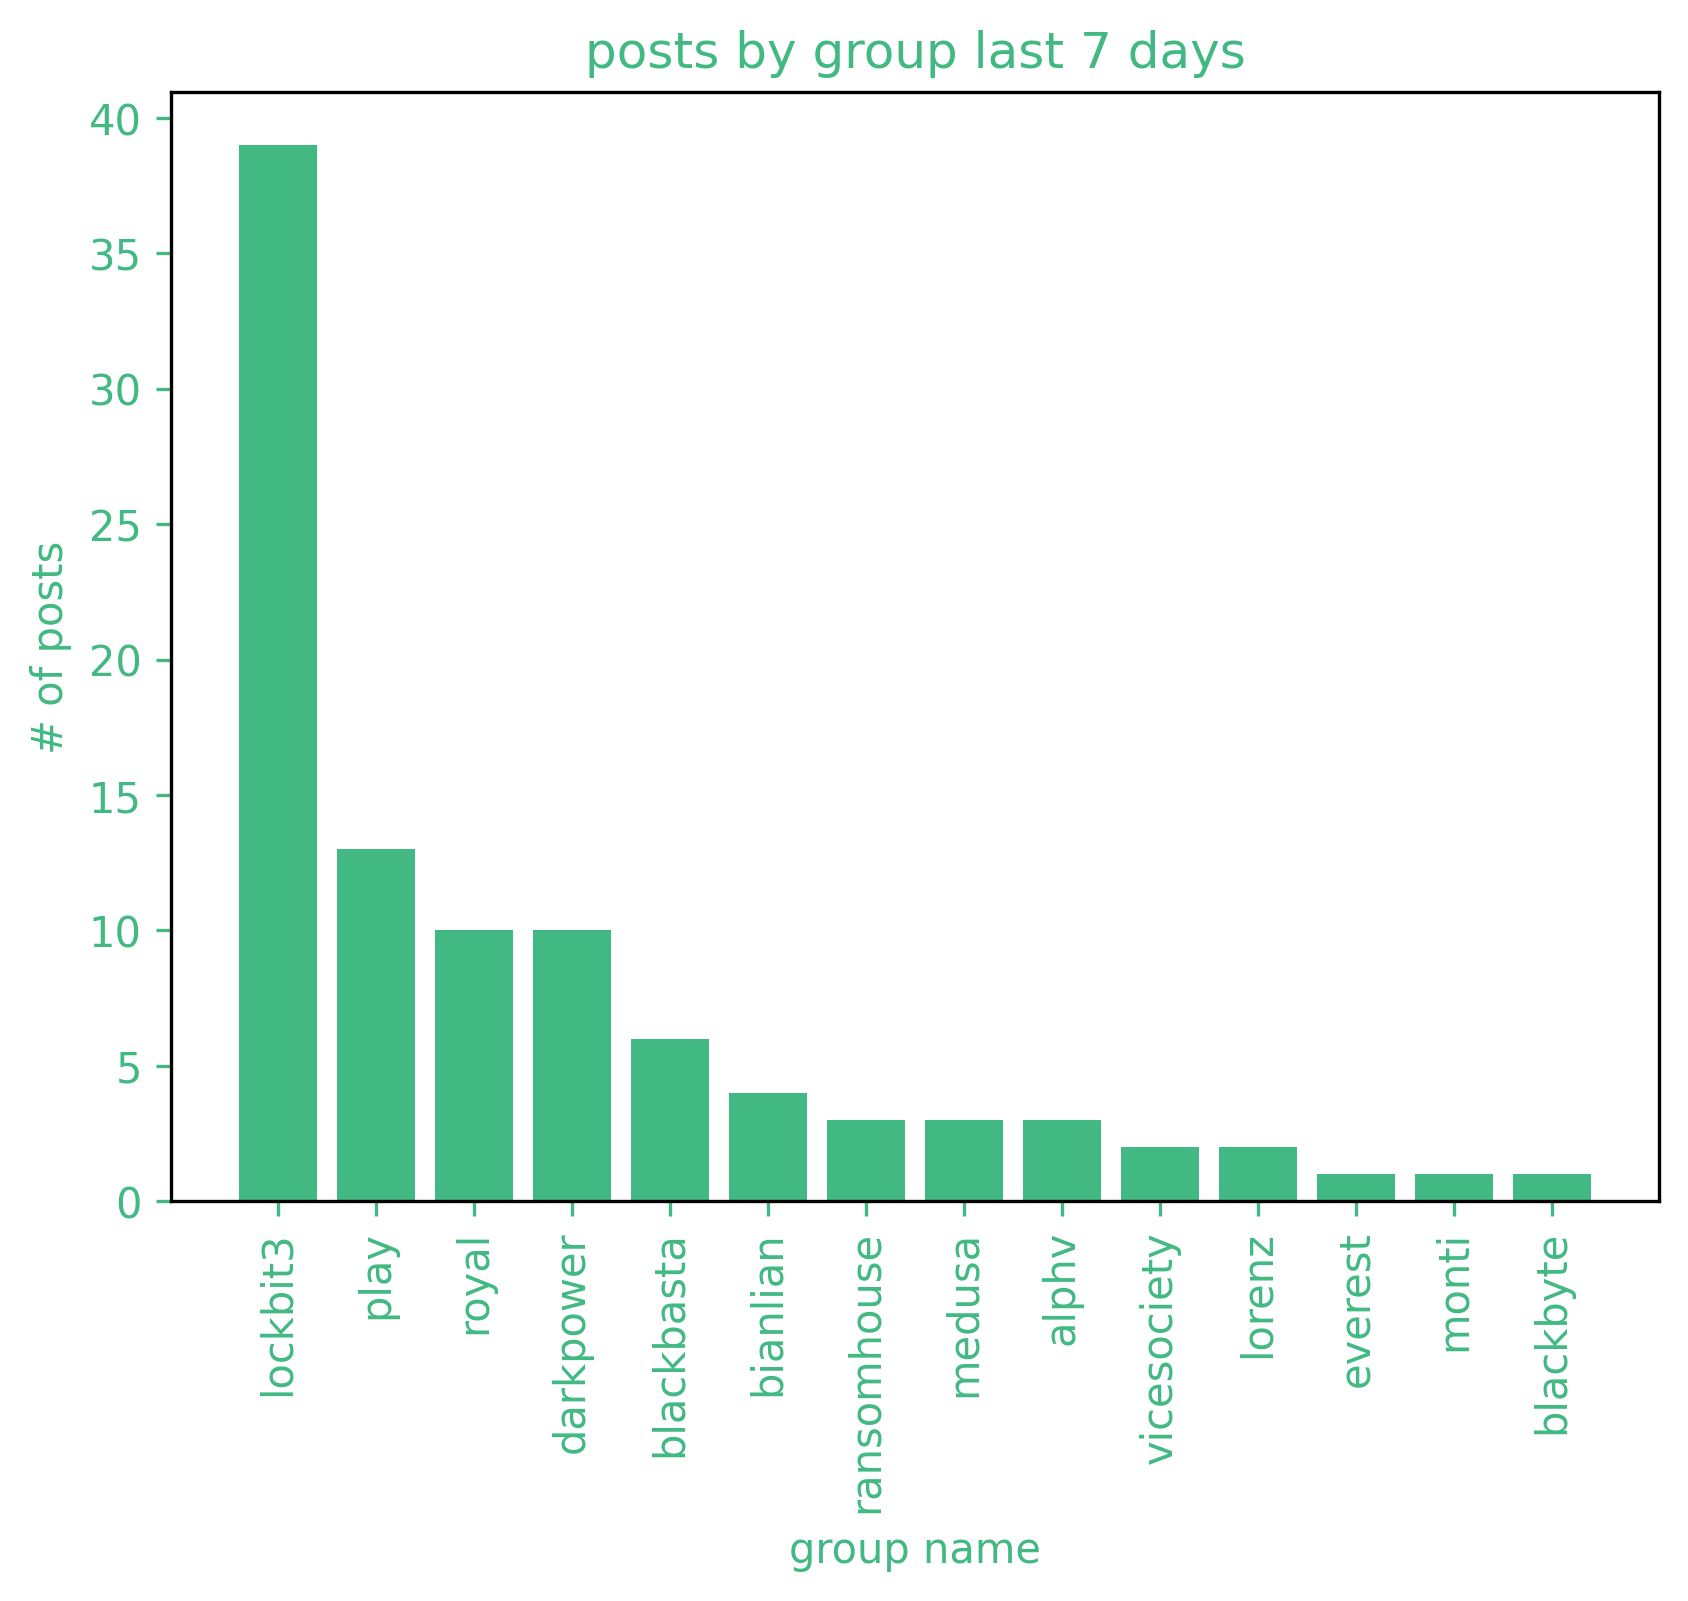 posts by group last 7 days
# of posts
40
35
30
25
20
15
10
5
0
lockbit3
play
royal
darkpower
blackbasta
bianlian
ransomhouse
medusa
alphv
vicesociety
lorenz
everest
monti
blackbyte
group name